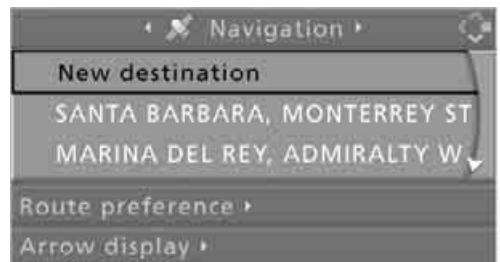 Navigation
New destination
SANTA BARBARA, MONTERREY ST
MARINA DEL REY, ADMIRALTY W
Route preference
Arrow display